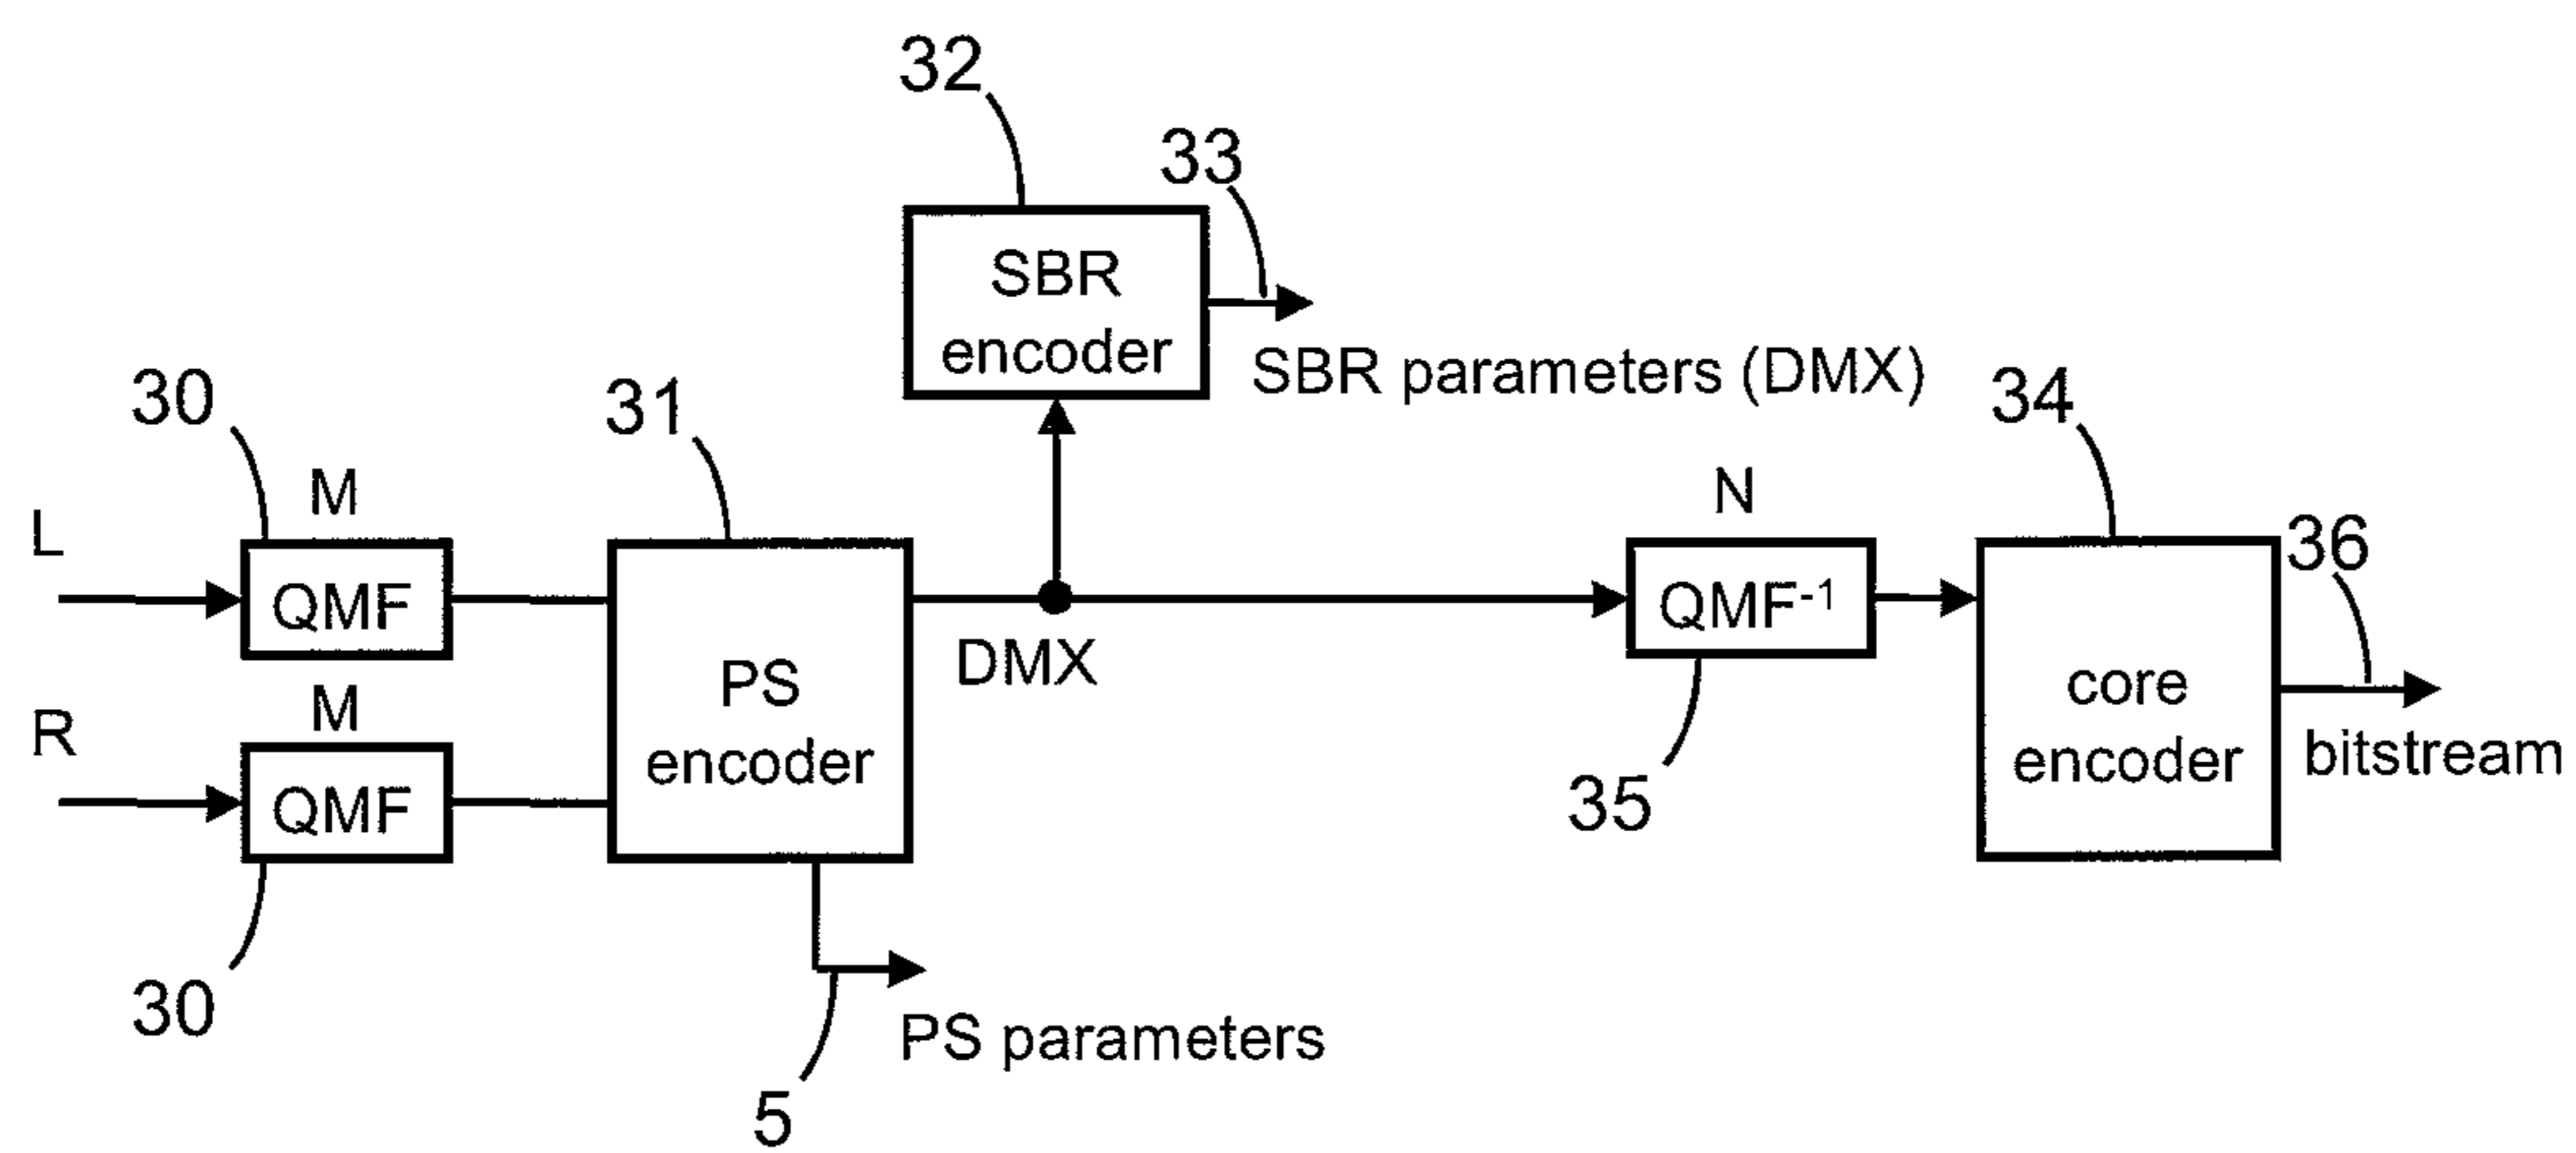 32
33
SBR
encoder
SBR parameters (DMX)
30
31
34
M
N
L
36
QMF
QMF⁻¹
DMX
PS
encoder
core
encoder
M
R
bitstream
QMF
35
30
PS parameters
5